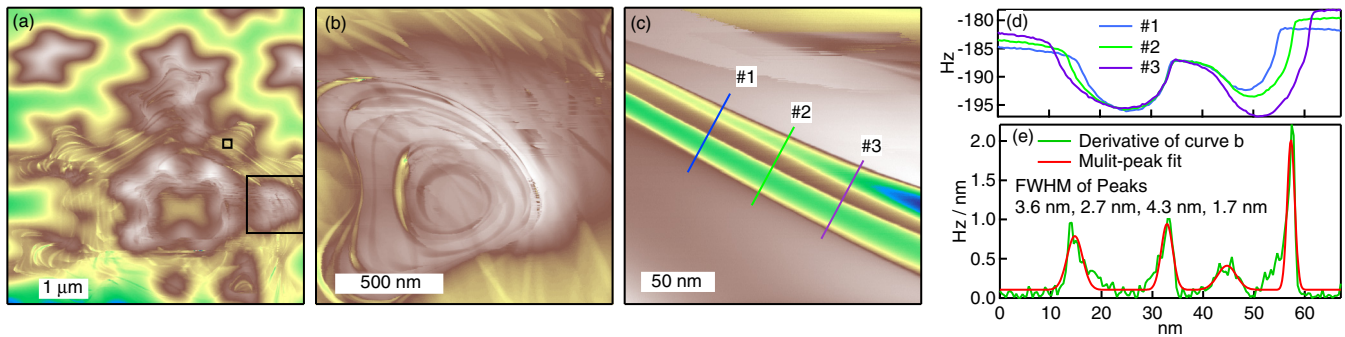 (a)
1 μm
(b)
500 nm
(c)
#1
#2
#3
50 nm
(d)
#1
#2
#3
Hz
-180
-185
-190
-195
(e)
Derivative of curve b
Mulit-peak fit
FWHM of Peaks
3.6 nm, 2.7 nm, 4.3 nm, 1.7 nm
Hz / nm
2.0
1.5
1.0
0.5
0.0
0 10 20 30 40 50 60
nm